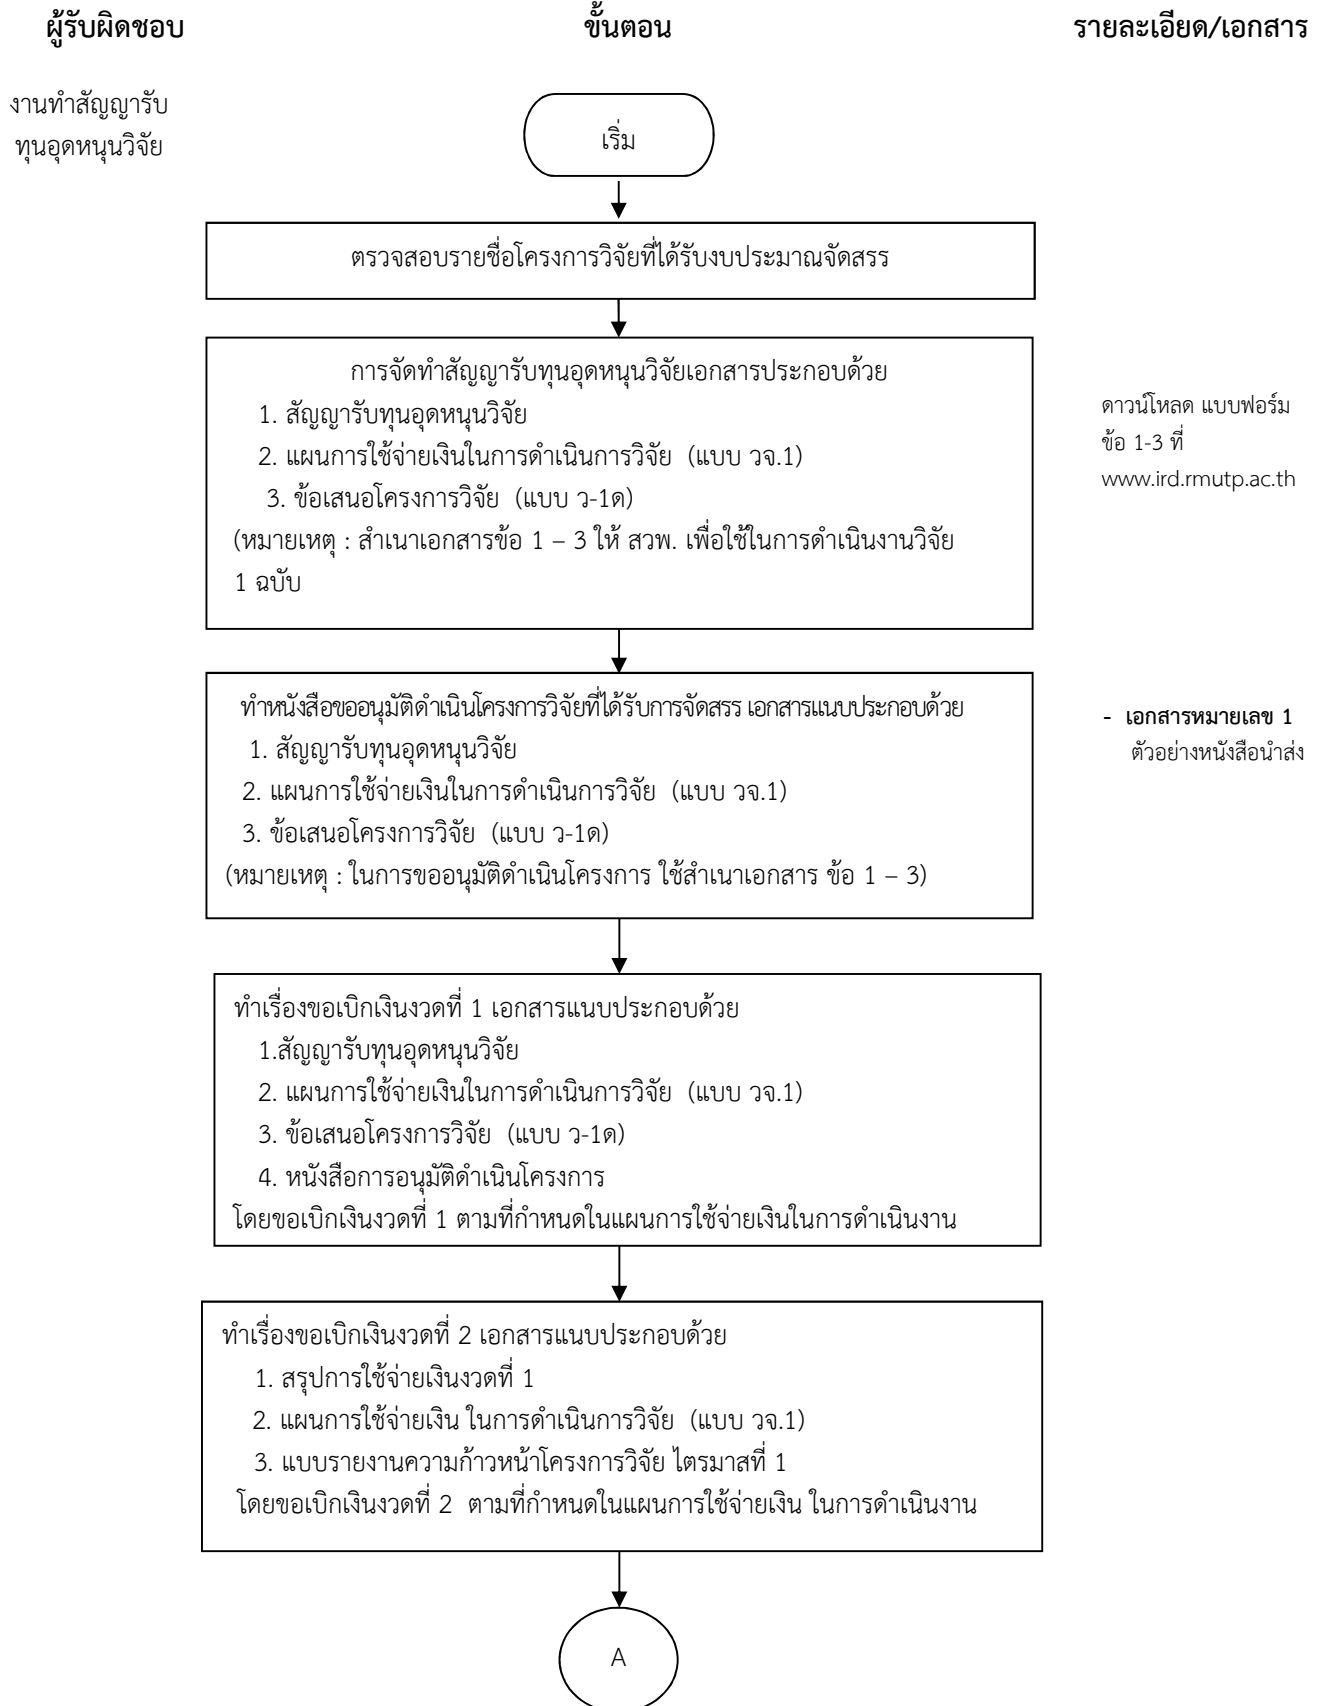 ผู้รับผิดชอบ ขั้นตอน รายละเอียด/เอกสาร
งานทำสัญญารับ
ทุนอุดหนุนวิจัย
เริ่ม
ตรวจสอบรายชื่อโครงการวิจัยที่ได้รับงบประมาณจัดสรร
การจัดทำสัญญารับทุนอุดหนุนวิจัยเอกสารประกอบด้วย
1. สัญญารับทุนอุดหนุนวิจัย
2. แผนการใช้จ่ายเงินในการดำเนินการวิจัย (แบบ วจ.1)
3. ข้อเสนอโครงการวิจัย (แบบ ว-1ด)
(หมายเหตุ : สำเนาเอกสารข้อ 1 – 3 ให้ สวพ. เพื่อใช้ในการดำเนินงานวิจัย
1 ฉบับ
ดาวน์โหลด แบบฟอร์ม
ข้อ 1-3 ที่
www.ird.rmutp.ac.th
ทำหนังสือขออนุมัติดำเนินโครงการวิจัยที่ได้รับการจัดสรร เอกสารแนบประกอบด้วย
1. สัญญารับทุนอุดหนุนวิจัย
2. แผนการใช้จ่ายเงินในการดำเนินการวิจัย (แบบ วจ.1)
3. ข้อเสนอโครงการวิจัย (แบบ ว-1ด)
(หมายเหตุ : ในการขออนุมัติดำเนินโครงการ ใช้สำเนาเอกสาร ข้อ 1 – 3)
- เอกสารหมายเลข 1
ตัวอย่างหนังสือนำส่ง
ทำเรื่องขอเบิกเงินงวดที่ 1 เอกสารแนบประกอบด้วย
1.สัญญารับทุนอุดหนุนวิจัย
2. แผนการใช้จ่ายเงินในการดำเนินการวิจัย (แบบ วจ.1)
3. ข้อเสนอโครงการวิจัย (แบบ ว-1ด)
4. หนังสือการอนุมัติดำเนินโครงการ
โดยขอเบิกเงินงวดที่ 1 ตามที่กำหนดในแผนการใช้จ่ายเงินในการดำเนินงาน
ทำเรื่องขอเบิกเงินงวดที่ 2 เอกสารแนบประกอบด้วย
1. สรุปการใช้จ่ายเงินงวดที่ 1
2. แผนการใช้จ่ายเงิน ในการดำเนินการวิจัย (แบบ วจ.1)
3. แบบรายงานความก้าวหน้าโครงการวิจัย ไตรมาสที่ 1
โดยขอเบิกเงินงวดที่ 2 ตามที่กำหนดในแผนการใช้จ่ายเงิน ในการดำเนินงาน
A